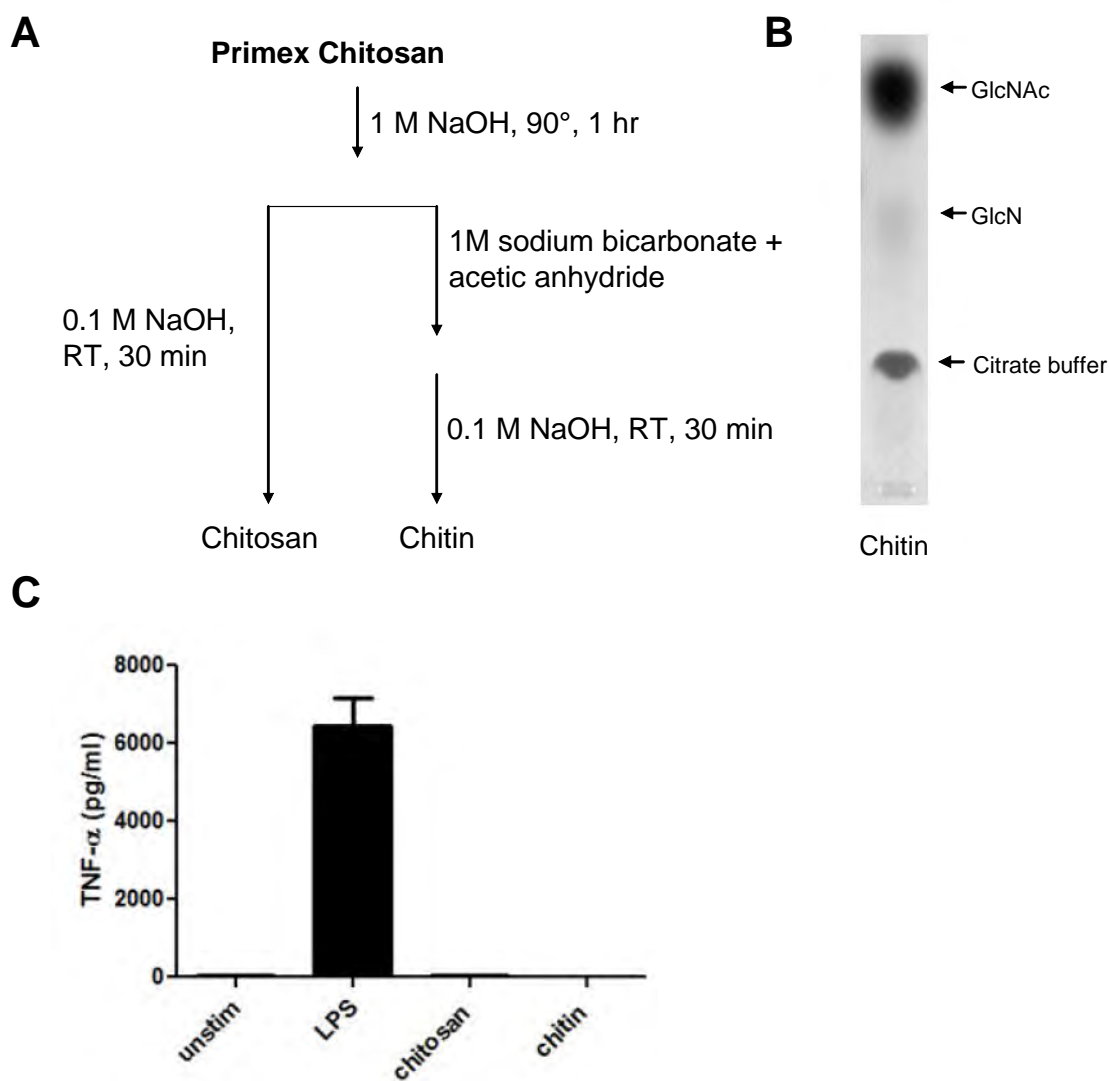 A
Primex Chitosan
1 M NaOH, 90°, 1 hr
1M sodium bicarbonate +
acetic anhydride
0.1 M NaOH,
RT, 30 min
0.1 M NaOH, RT, 30 min
Chitosan
Chitin
B
GlcNAc
GlcN
Citrate buffer
Chitin
C
TNF-α (pg/ml)
8000
6000
4000
2000
0
unstim
LPS
chitosan
chitin